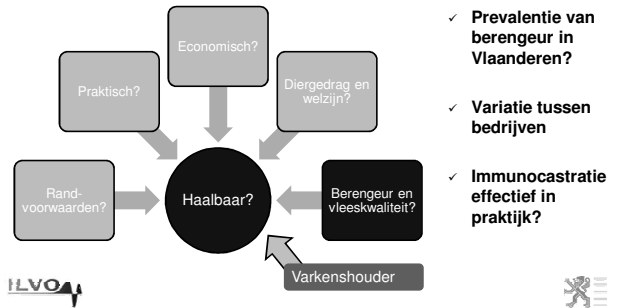 Economisch?
Praktisch?
Diergedrag en
welzijn?
Rand-
voorwaarden?
Haalbaar?
Berengeur en
vleeskwaliteit?
Varkenshouder
✓ Prevalentie van
berengeur in
Vlaanderen?
✓ Variatie tussen
bedrijven
✓ Immunocastratie
effectief in
praktijk?
ILVO